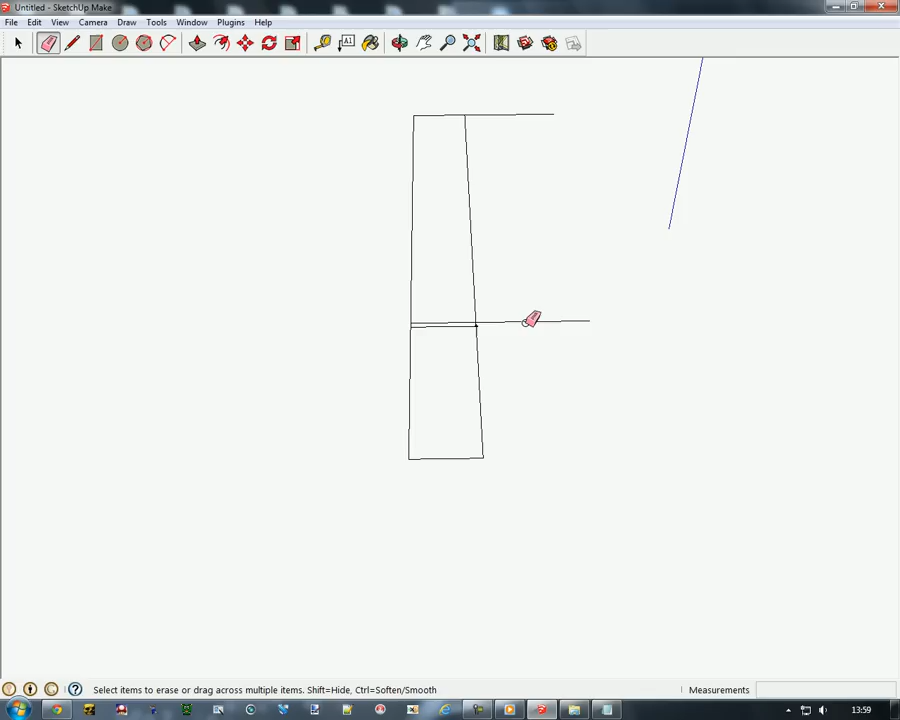 Untitled - SketchUp Make
File Edit View Camera Draw Tools Window Plugins Help
A1
Select items to erase or drag across multiple items. Shift=Hide, Ctrl=Soften/Smooth
Measurements
13:59